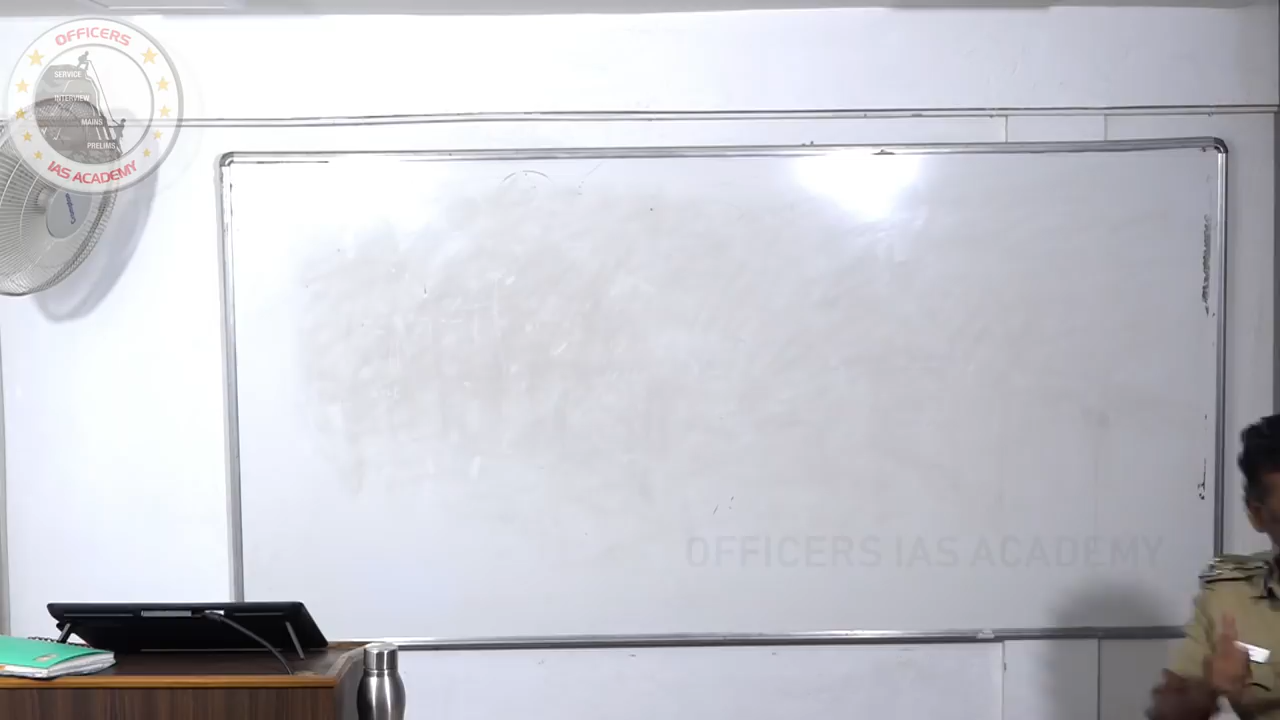 OFFICERS
SERVICE
INTERVIEW
MAINS
PRELIMS
IAS ACADEMY
OFFICERS IAS ACADEMY